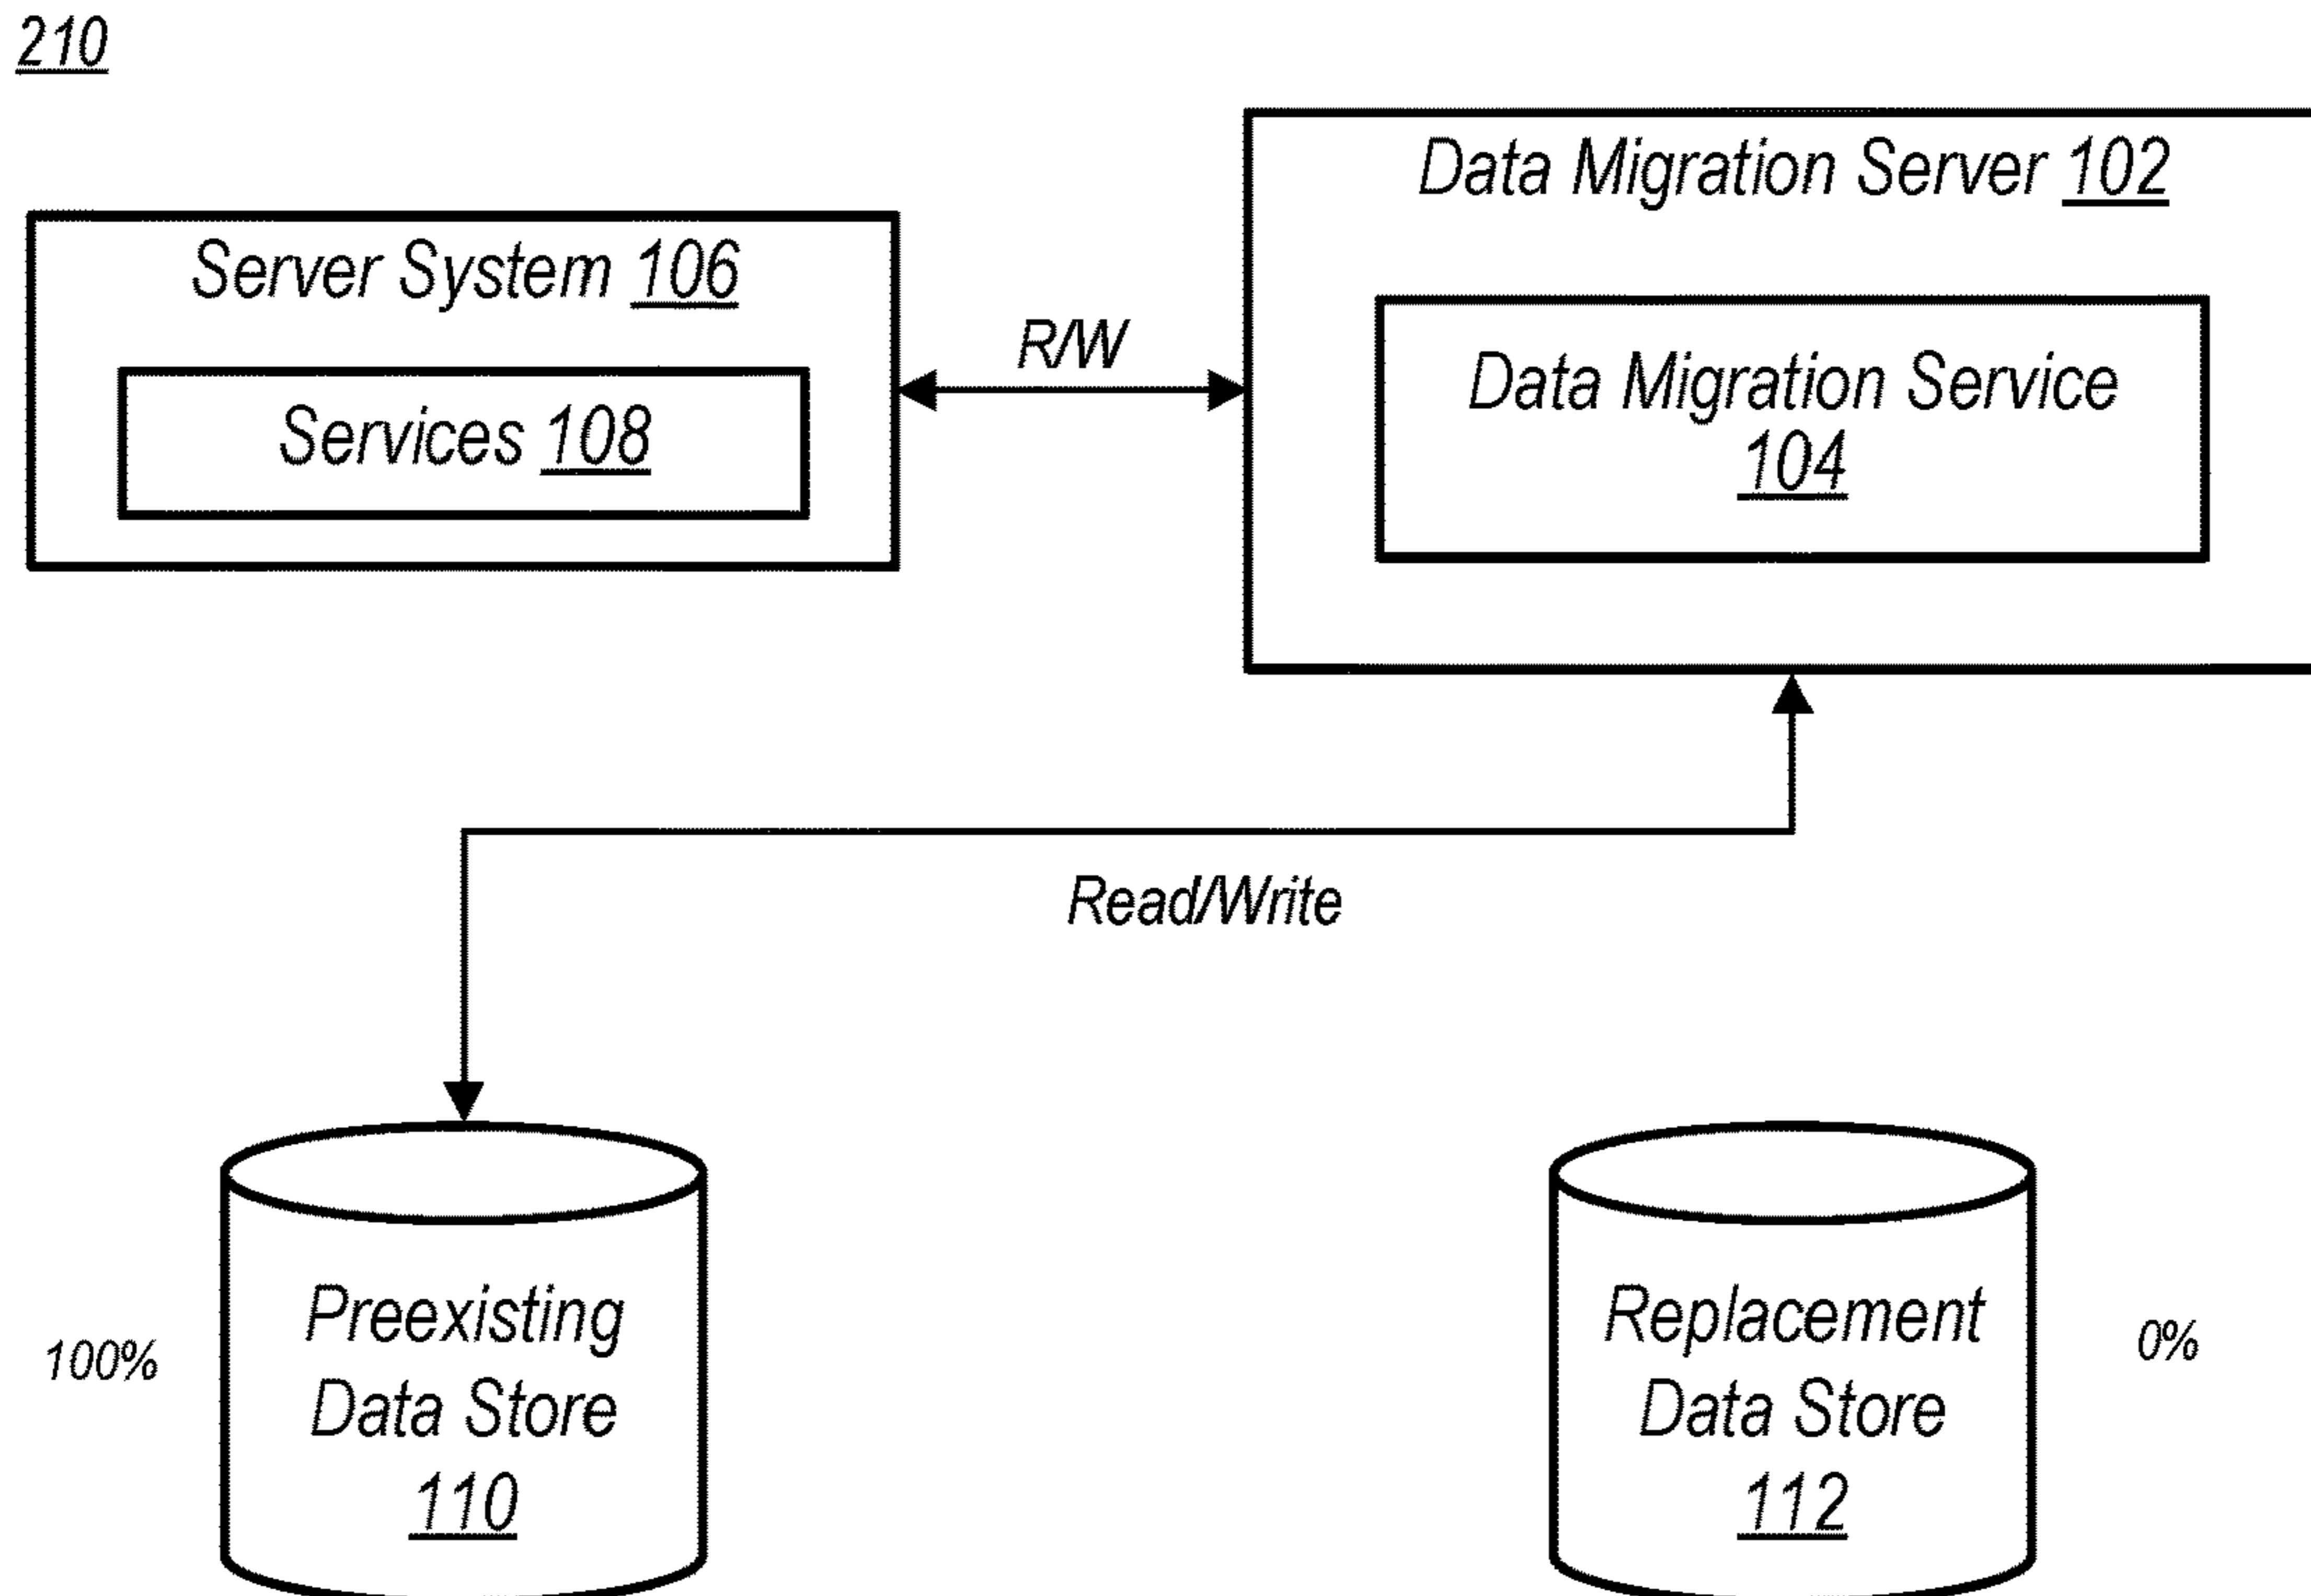 210
Data Migration Server 102
Server System 106
R/W
Data Migration Service
104
Services 108
Read/Write
100%
Preexisting
Data Store
110
Replacement
Data Store
112
0%